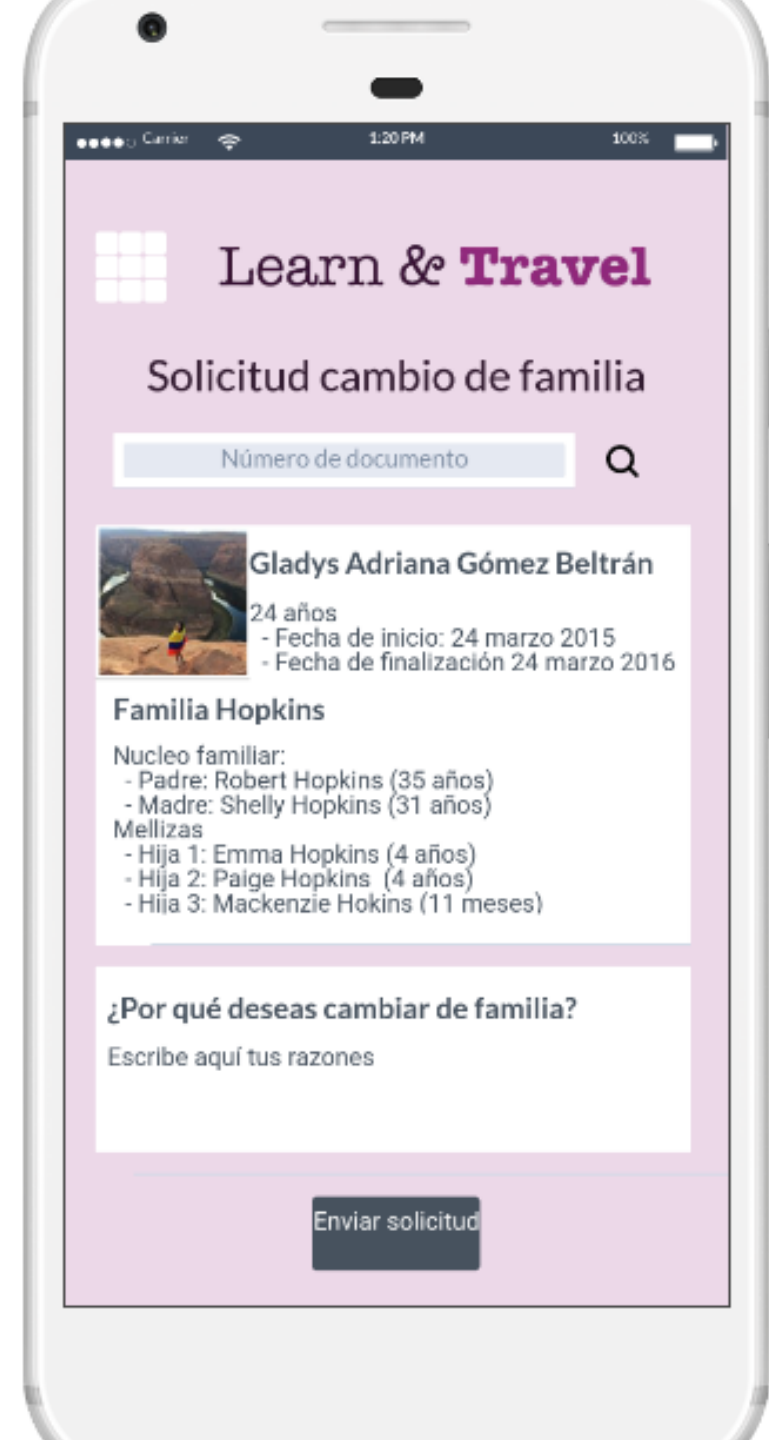 Carrier 1:20 PM 100%
Learn & Travel
Solicitud cambio de familia
Número de documento
Gladys Adriana Gómez Beltrán
24 años
- Fecha de inicio: 24 marzo 2015
- Fecha de finalización 24 marzo 2016
Familia Hopkins
Nucleo familiar:
- Padre: Robert Hopkins (35 años)
- Madre: Shelly Hopkins (31 años)
Mellizas
- Hija 1: Emma Hopkins (4 años)
- Hija 2: Paige Hopkins (4 años)
- Hija 3: Mackenzie Hokins (11 meses)
¿Por qué deseas cambiar de familia?
Escribe aquí tus razones
Enviar solicitud